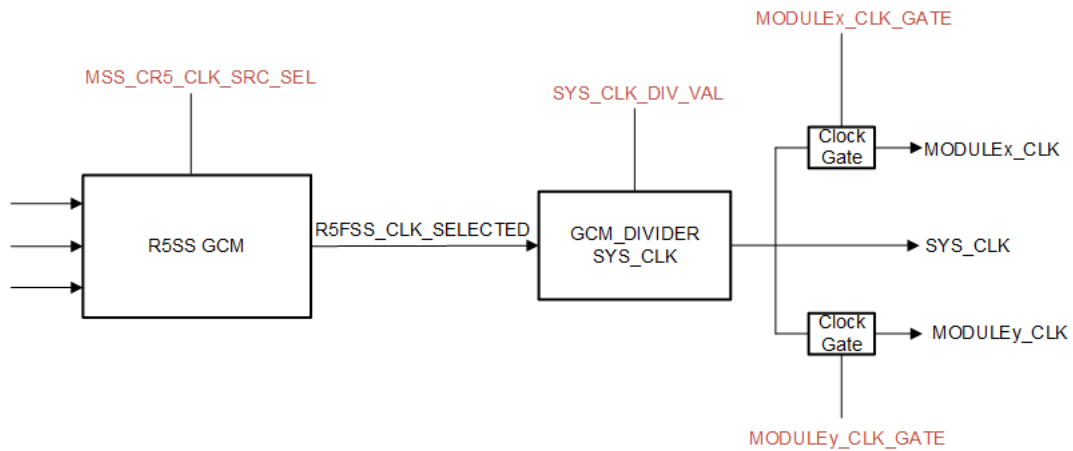 MODULEx_CLK_GATE
MSS_CR5_CLK_SRC_SEL
SYS_CLK_DIV_VAL
Clock
Gate
MODULEx_CLK
R5SS GCM
R5FSS_CLK_SELECTED
GCM_DIVIDER
SYS_CLK
SYS_CLK
Clock
Gate
MODULEy_CLK
MODULEy_CLK_GATE